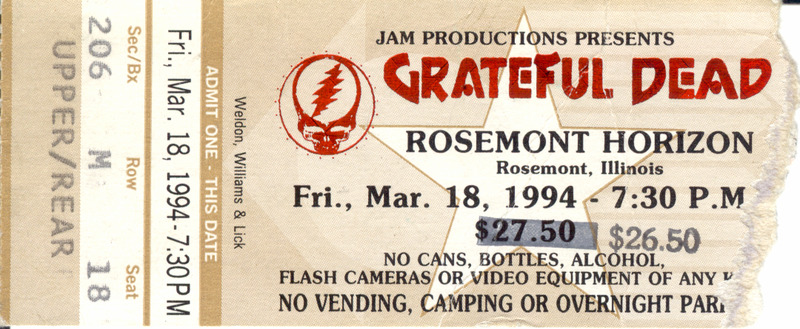 Sec/Bx Row Seat
206 M 18
UPPER/REAR
Fri., Mar. 18, 1994 - 7:30 PM
ADMIT ONE - THIS DATE
Weldon, Williams & Lick
JAM PRODUCTIONS PRESENTS
GRATEFUL DEAD
ROSEMONT HORIZON
Rosemont, Illinois
Fri., Mar. 18, 1994 - 7:30 P.M
$27.50 $26.50
NO CANS, BOTTLES, ALCOHOL,
FLASH CAMERAS OR VIDEO EQUIPMENT OF ANY
NO VENDING, CAMPING OR OVERNIGHT